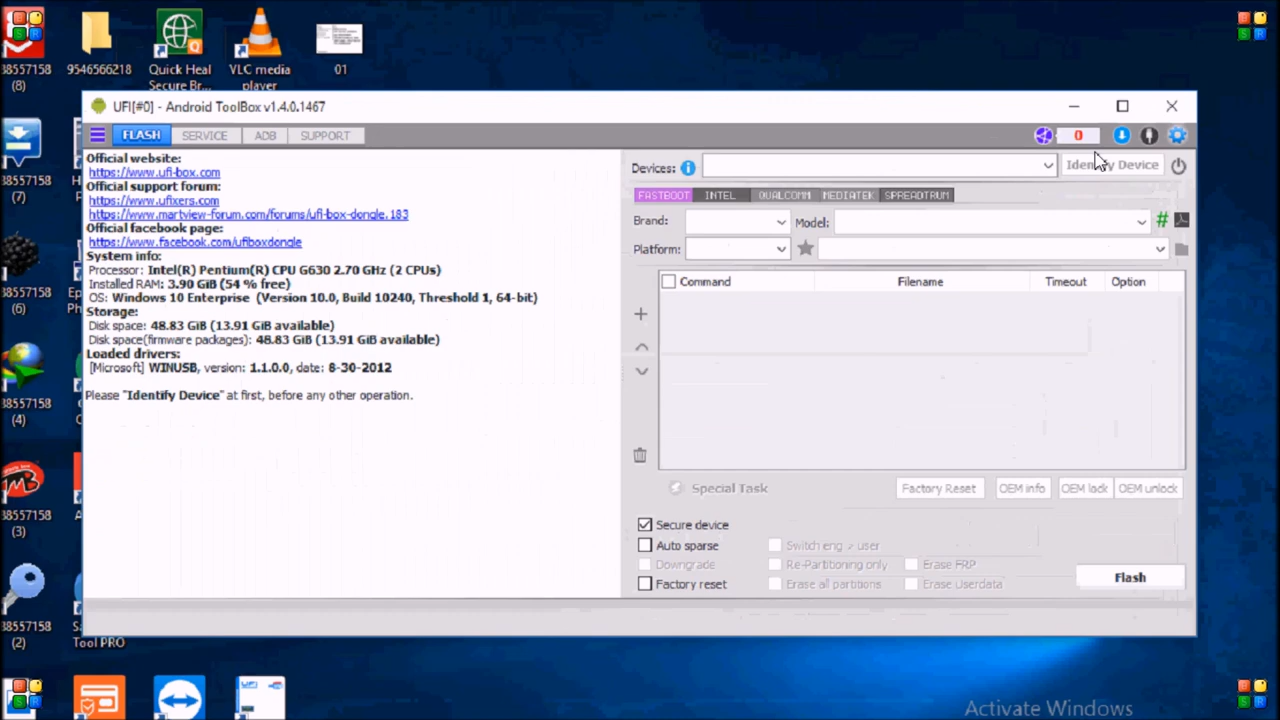 38557158
(8)
9546566218
Quick Heal
Secure Br...
VLC media
player
01
UFI[#0] - Android ToolBox v1.4.0.1467
FLASH
SERVICE
ADB
SUPPORT
0
Official website:
https://www.ufi-box.com
Official support forum:
https://www.ufixers.com
https://www.martview-forum.com/forums/ufi-box-dongle.183
Official facebook page:
https://www.facebook.com/ufiboxdongle
System info:
Processor: Intel(R) Pentium(R) CPU G630 2.70 GHz (2 CPUs)
Installed RAM: 3.90 GiB (54 % free)
OS: Windows 10 Enterprise (Version 10.0, Build 10240, Threshold 1, 64-bit)
Storage:
Disk space: 48.83 GiB (13.91 GiB available)
Disk space(firmware packages): 48.83 GiB (13.91 GiB available)
Loaded drivers:
[Microsoft] WINUSB, version: 1.1.0.0, date: 8-30-2012
Please "Identify Device" at first, before any other operation.
Devices:
Identify Device
FASTBOOT
INTEL
QUALCOMM
MEDIATEK
SPREADTRUM
Brand:
Model:
Platform:
Command
Filename
Timeout
Option
Special Task
Factory Reset
OEM info
OEM lock
OEM unlock
Secure device
Auto sparse
Switch eng > user
Downgrade
Re-Partitioning only
Erase FRP
Factory reset
Erase all partitions
Erase Userdata
Flash
38557158
(7)
38557158
(6)
38557158
(4)
38557158
(3)
38557158
(2)
Tool PRO
Activate Windows